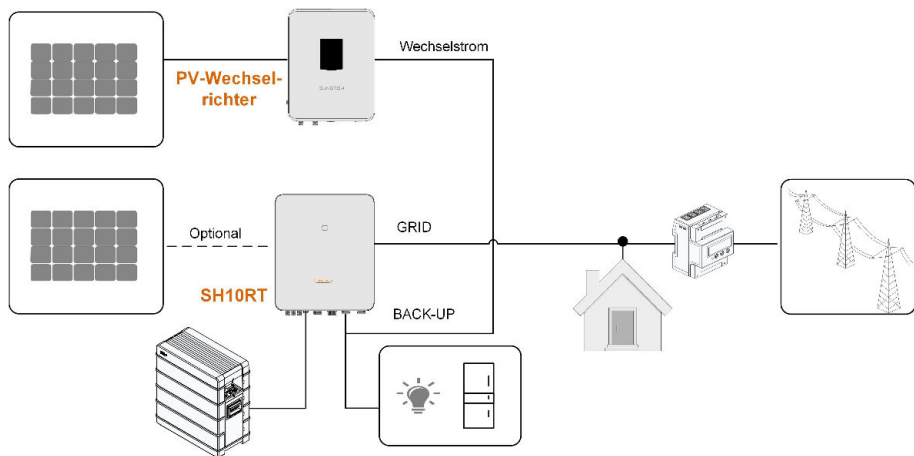 Wechselstrom
PV-Wechsel-
richter
Optional
GRID
SH10RT
BACK-UP